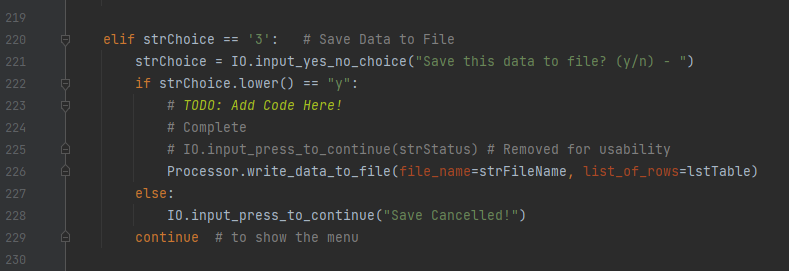 219
220 elif strChoice == '3':   # Save Data to File
221 strChoice = IO.input_yes_no_choice("Save this data to file? (y/n) - ")
222 if strChoice.lower() == "y":
223 # TODO: Add Code Here!
224 # Complete
225 # IO.input_press_to_continue(strStatus) # Removed for usability
226 Processor.write_data_to_file(file_name=strFileName, list_of_rows=lstTable)
227 else:
228 IO.input_press_to_continue("Save Cancelled!")
229 continue  # to show the menu
230